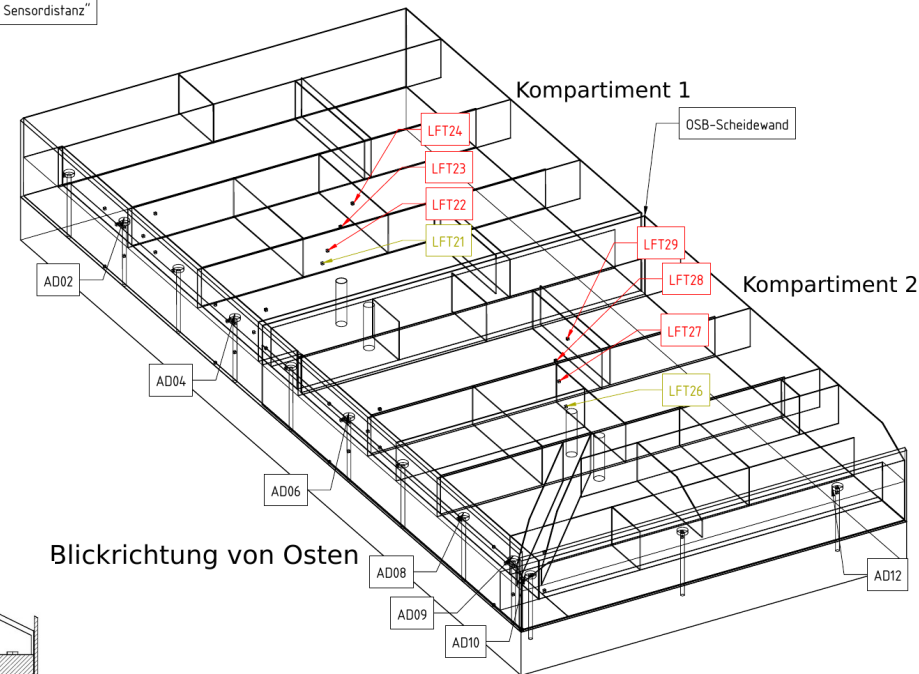 Sensordistanz"
Kompartiment 1
OSB-Scheidewand
LFT24
LFT23
LFT22
LFT21
LFT29
LFT28
Kompartiment 2
LFT27
LFT26
AD02
AD04
AD06
Blickrichtung von Osten
AD08
AD12
AD09
AD10